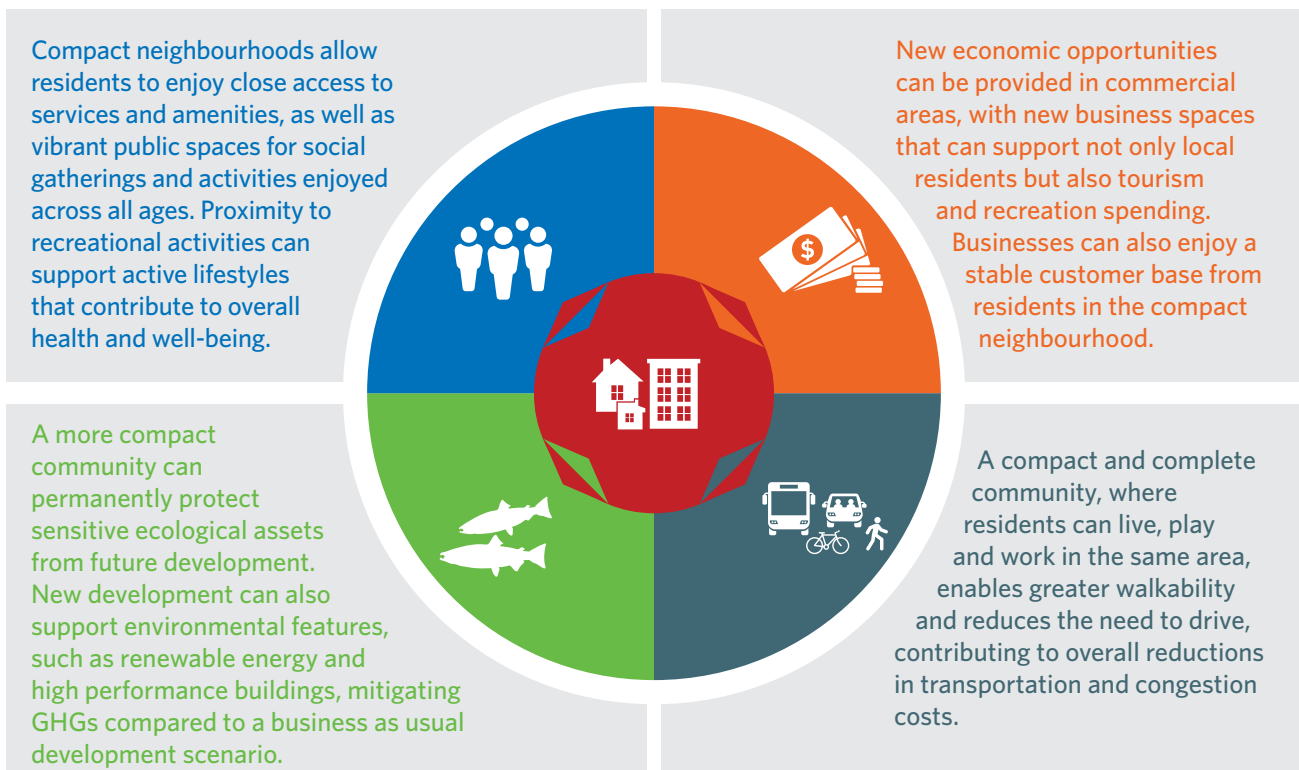 Compact neighbourhoods allow
residents to enjoy close access to
services and amenities, as well as
vibrant public spaces for social
gatherings and activities enjoyed
across all ages. Proximity to
recreational activities can
support active lifestyles
that contribute to overall
health and well-being.
New economic opportunities
can be provided in commercial
areas, with new business spaces
that can support not only local
residents but also tourism
and recreation spending.
Businesses can also enjoy a
stable customer base from
residents in the compact
neighbourhood.
$
A more compact
community can
permanently protect
sensitive ecological assets
from future development.
New development can also
support environmental features,
such as renewable energy and
high performance buildings, mitigating
GHGs compared to a business as usual
development scenario.
A compact and complete
community, where
residents can live, play
and work in the same area,
enables greater walkability
and reduces the need to drive,
contributing to overall reductions
in transportation and congestion
costs.